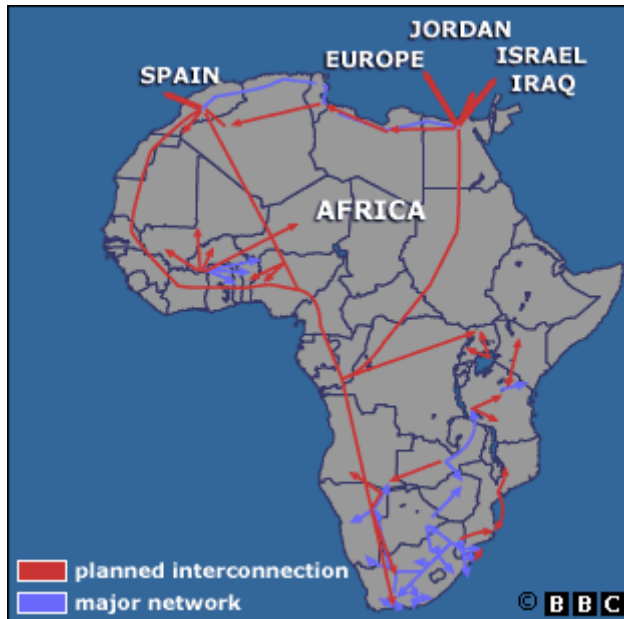 JORDAN
EUROPE
ISRAEL
IRAQ
SPAIN
AFRICA
planned interconnection
major network
© BBC